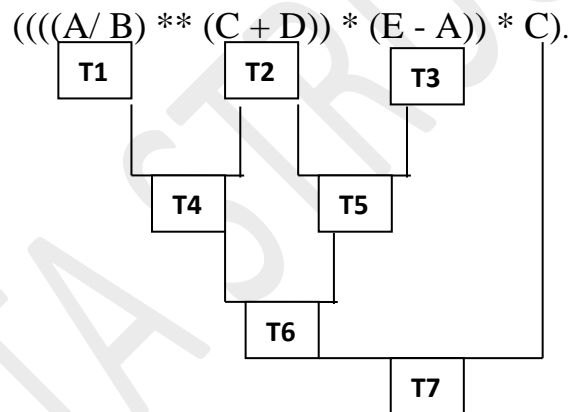 ((((A/ B) ** (C + D)) * (E - A)) * C).
T1 T2 T3
T4 T5
T6
T7